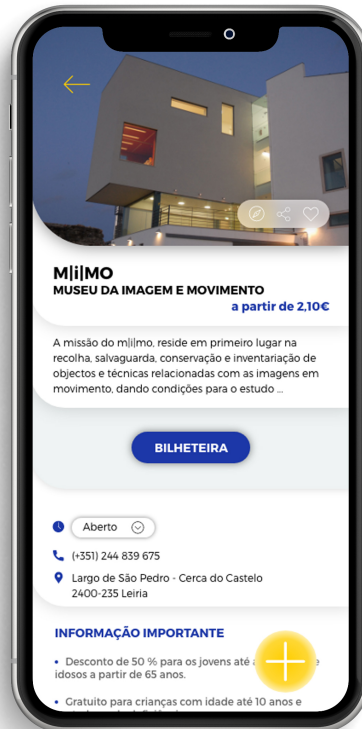 M|i|MO
MUSEU DA IMAGEM E MOVIMENTO
a partir de 2,10€
A missão do m|i|mo, reside em primeiro lugar na
recolha, salvaguarda, conservação e inventariação de
objectos e técnicas relacionadas com as imagens em
movimento, dando condições para o estudo ...
BILHETEIRA
Aberto
(+351) 244 839 675
Largo de São Pedro - Cerca do Castelo
2400-235 Leiria
INFORMAÇÃO IMPORTANTE
• Desconto de 50 % para os jovens até e
idosos a partir de 65 anos.
• Gratuito para crianças com idade até 10 anos e